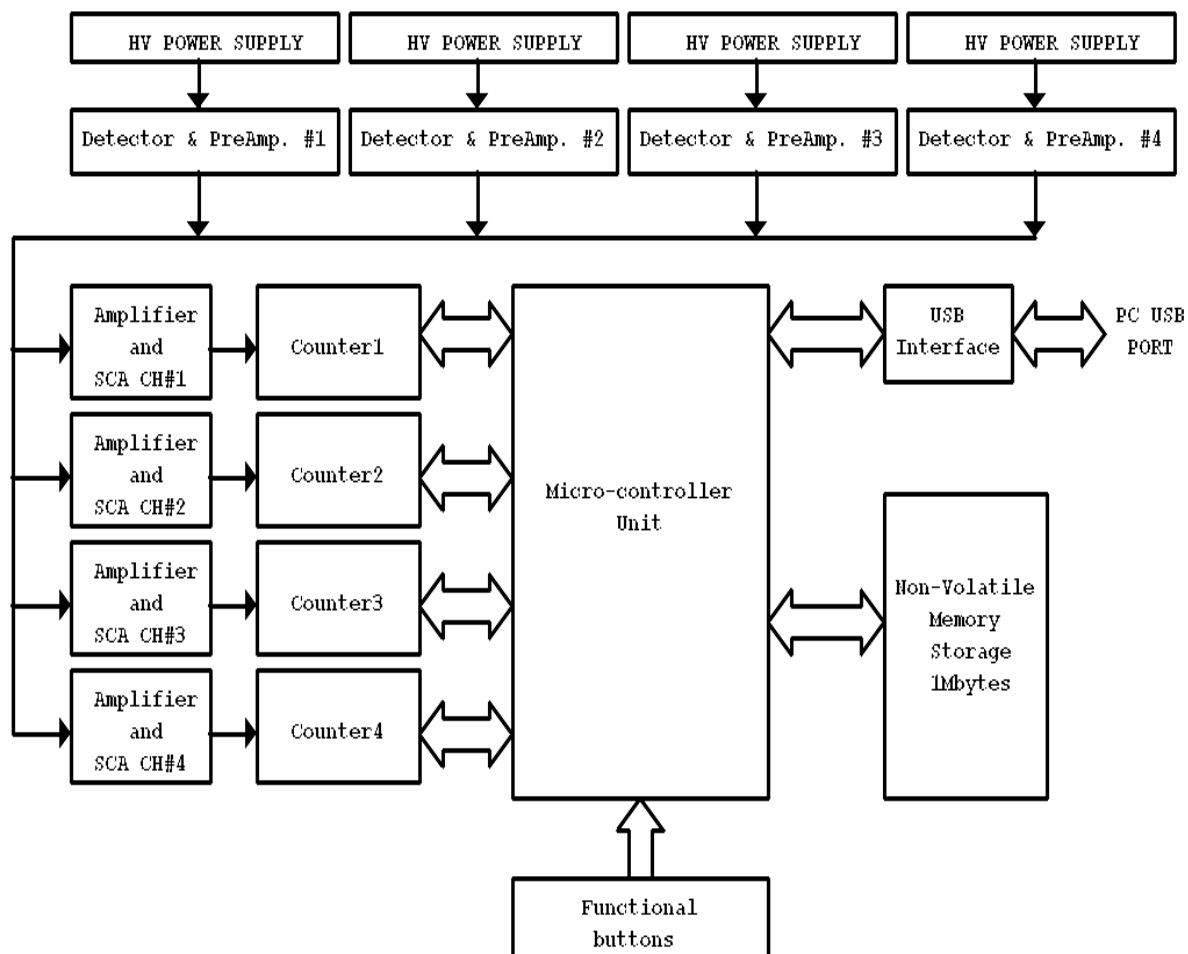 HV POWER SUPPLY
HV POWER SUPPLY
HV POWER SUPPLY
HV POWER SUPPLY
Detector & PreAmp. #1
Detector & PreAmp. #2
Detector & PreAmp. #3
Detector & PreAmp. #4
Amplifier
and
SCA CH#1
Counter1
Amplifier
and
SCA CH#2
Counter2
Amplifier
and
SCA CH#3
Counter3
Amplifier
and
SCA CH#4
Counter4
Micro-controller
Unit
USB
Interface
PC USB
PORT
Non-Volatile
Memory
Storage
1Mbytes
Functional
buttons